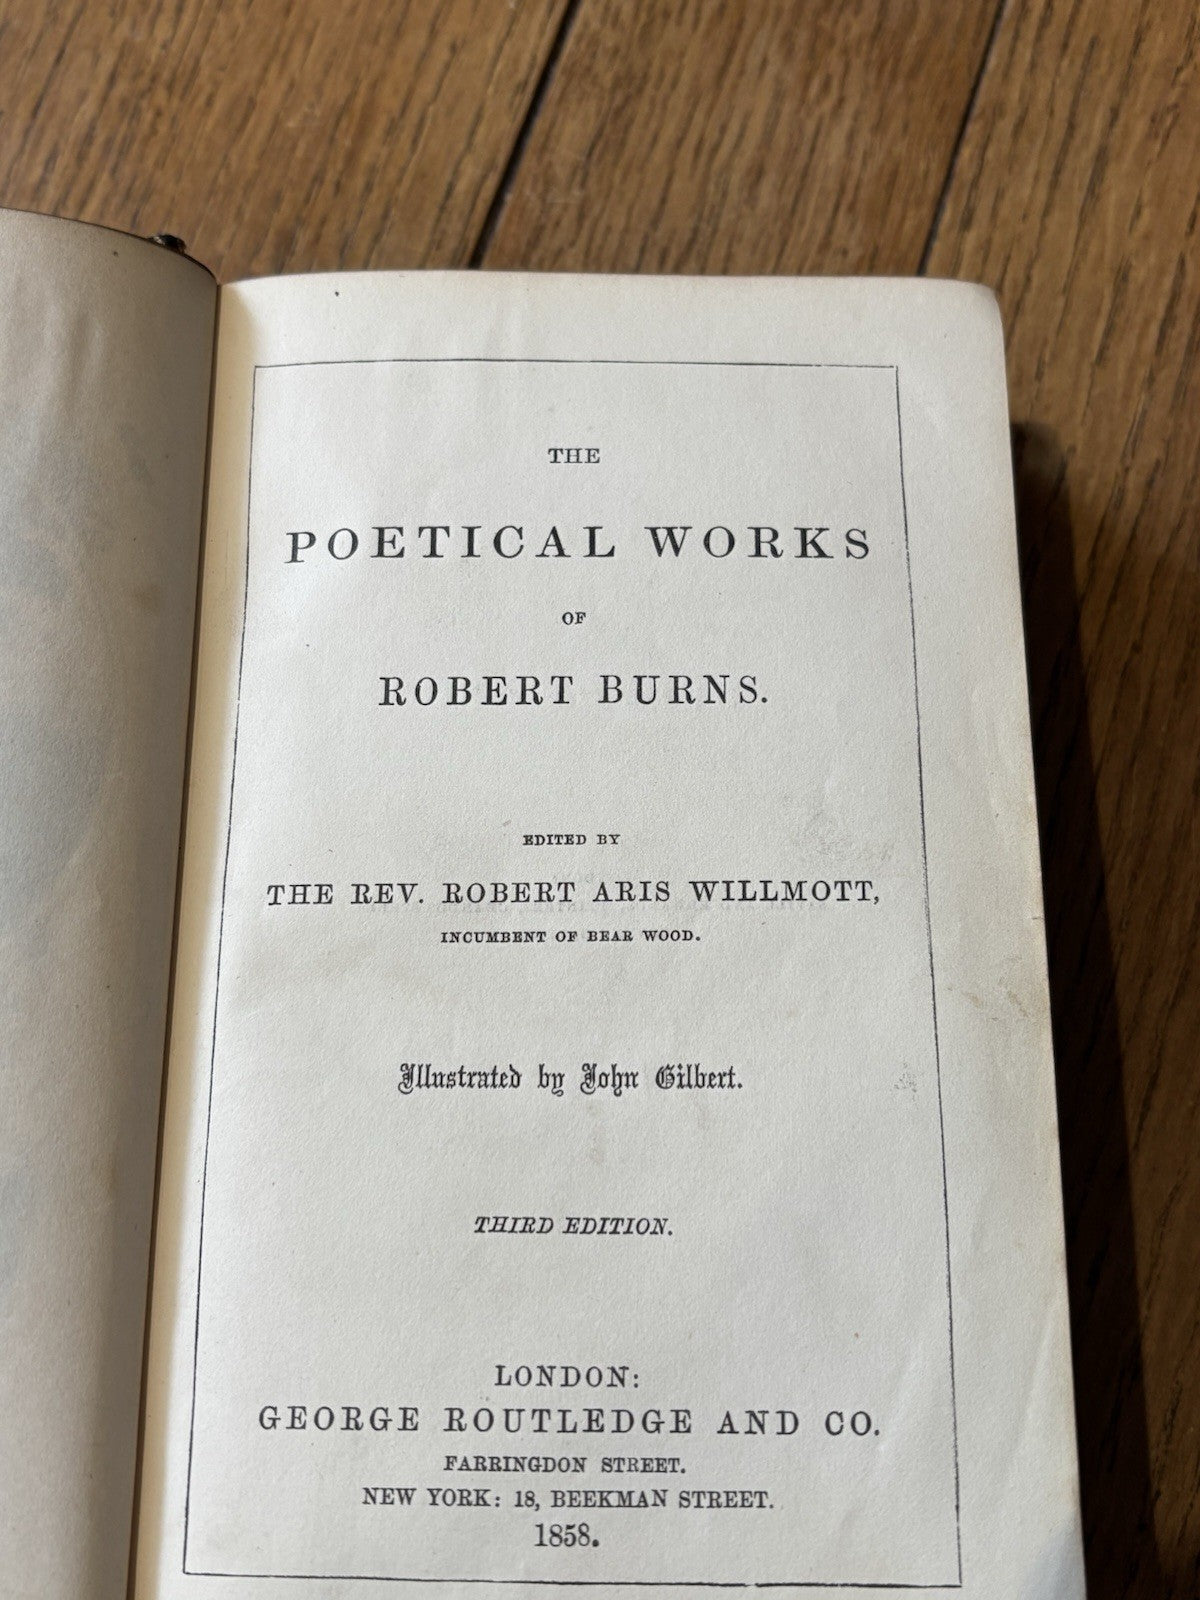 THE
POETICAL WORKS
OF
ROBERT BURNS.
EDITED BY
THE REV. ROBERT ARIS WILLMOTT,
INCUMBENT OF BEAR WOOD.
Illustrated by John Gilbert.
THIRD EDITION.
LONDON:
GEORGE ROUTLEDGE AND CO.
FARRINGDON STREET.
NEW YORK: 18, BEEKMAN STREET.
1858.